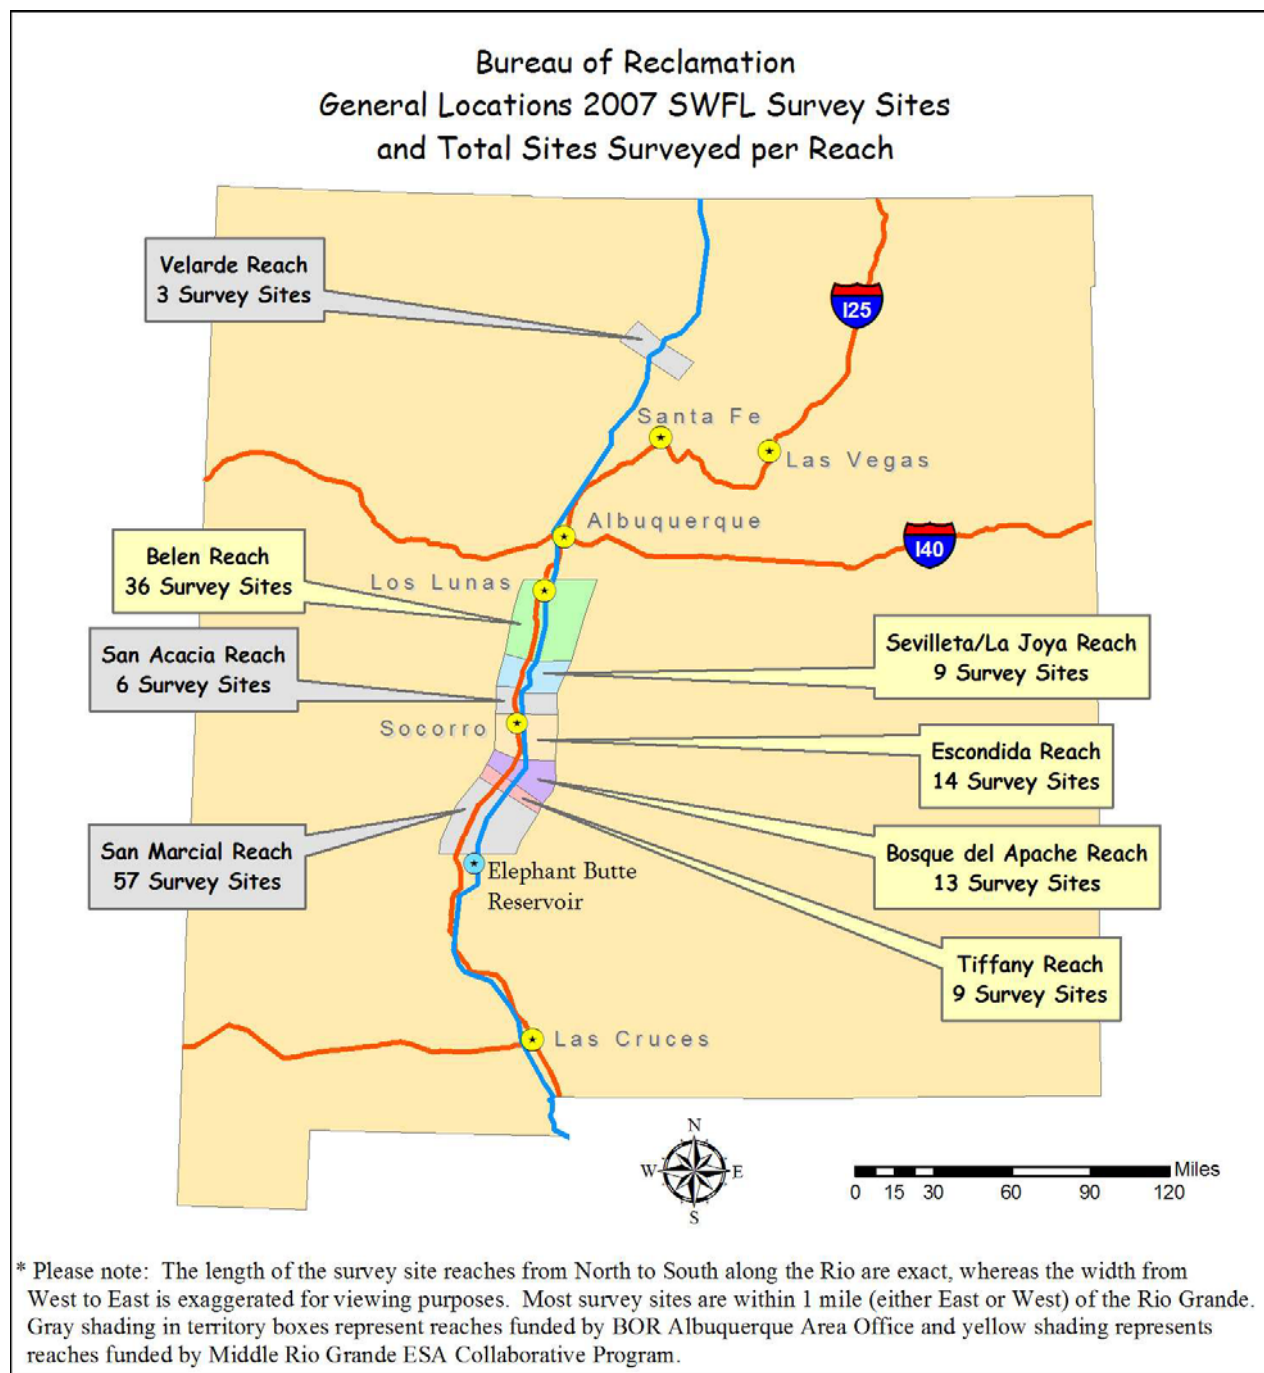 Bureau of Reclamation
General Locations 2007 SWFL Survey Sites
and Total Sites Surveyed per Reach
Velarde Reach
3 Survey Sites
I25
Santa Fe
Las Vegas
Albuquerque
I40
Belen Reach
36 Survey Sites
Los Lunas
San Acacia Reach
6 Survey Sites
Sevilleta/La Joya Reach
9 Survey Sites
Socorro
Escondida Reach
14 Survey Sites
San Marcial Reach
57 Survey Sites
Elephant Butte
Reservoir
Bosque del Apache Reach
13 Survey Sites
Tiffany Reach
9 Survey Sites
Las Cruces
N
W E
S
Miles
0 15 30 60 90 120
* Please note: The length of the survey site reaches from North to South along the Rio are exact, whereas the width from
West to East is exaggerated for viewing purposes. Most survey sites are within 1 mile (either East or West) of the Rio Grande.
Gray shading in territory boxes represent reaches funded by BOR Albuquerque Area Office and yellow shading represents
reaches funded by Middle Rio Grande ESA Collaborative Program.